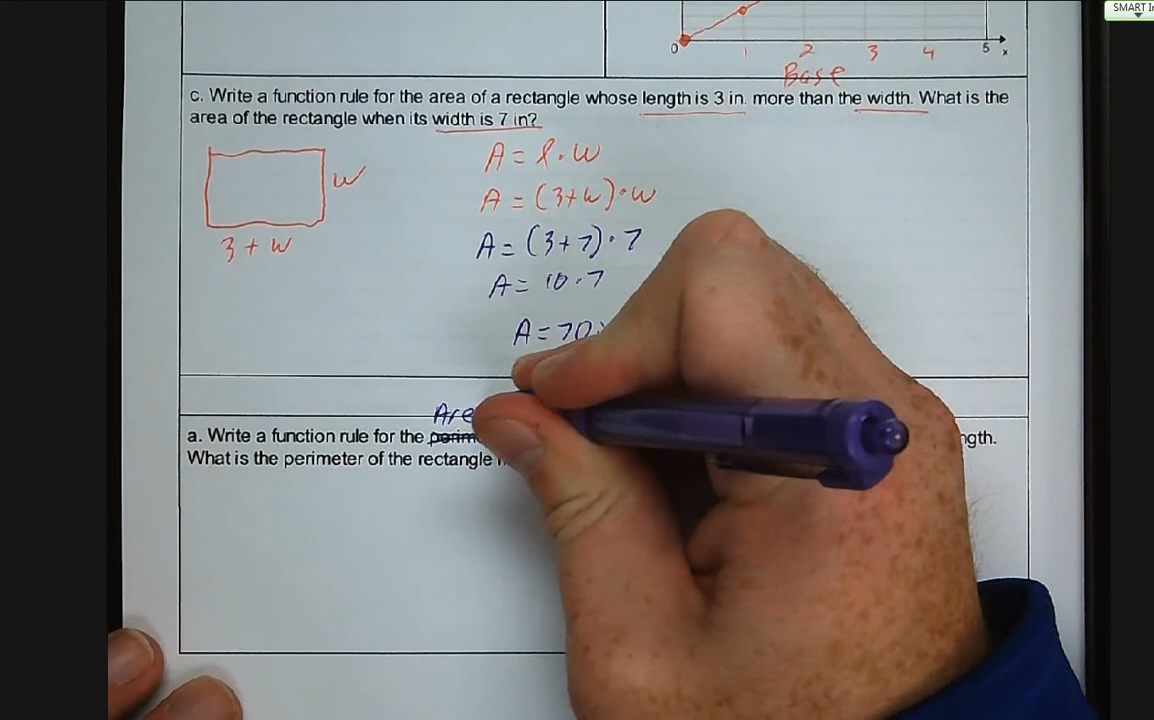 SMART
0 1 2 3 4 5 x
Base
c. Write a function rule for the area of a rectangle whose length is 3 in. more than the width. What is the
area of the rectangle when its width is 7 in?
A = l . W
W
A = (3+W) . W
3 + W
A = (3+7) . 7
A = 10 . 7
A = 70
a. Write a function rule for the
What is the perimeter of the rectangle